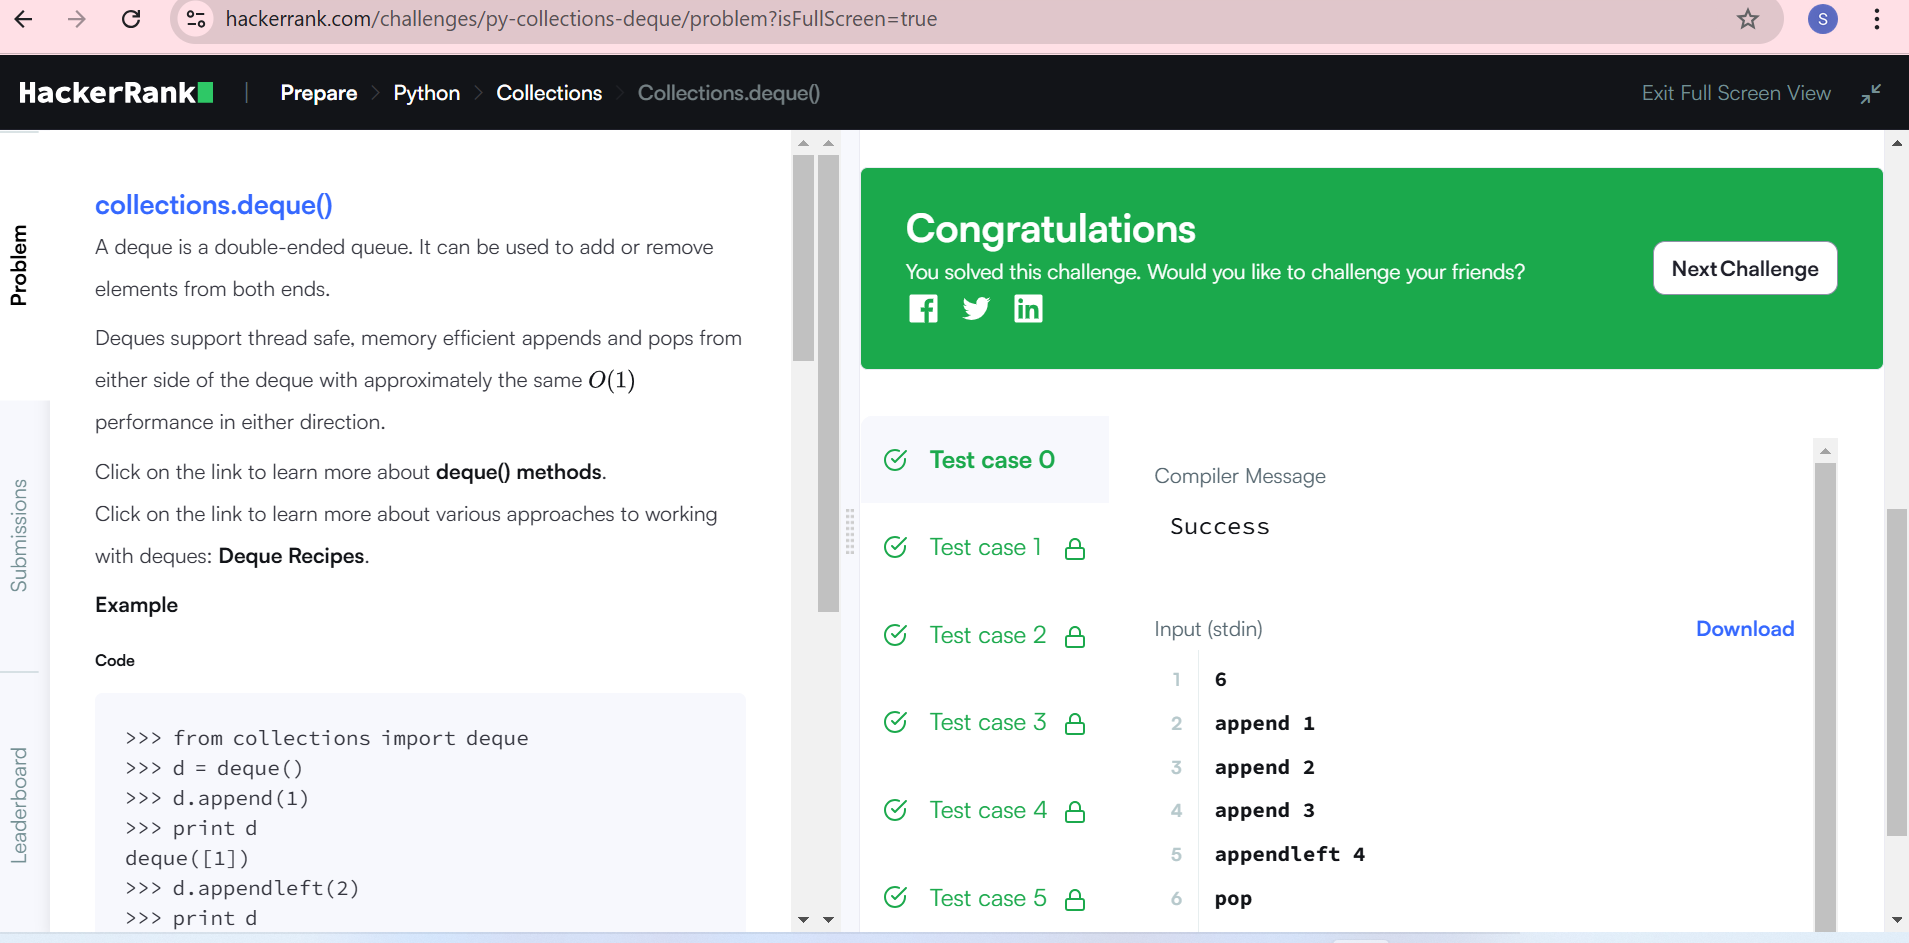 hackerrank.com/challenges/py-collections-deque/problem?isFullScreen=true
S
HackerRank
Prepare
Python
Collections
Collections.deque()
Exit Full Screen View
Problem
Submissions
Leaderboard
collections.deque()
A deque is a double-ended queue. It can be used to add or remove
elements from both ends.
Deques support thread safe, memory efficient appends and pops from
either side of the deque with approximately the same O(1)
performance in either direction.
Click on the link to learn more about deque() methods.
Click on the link to learn more about various approaches to working
with deques: Deque Recipes.
Example
Code
>>> from collections import deque
>>> d = deque()
>>> d.append(1)
>>> print d
deque([1])
>>> d.appendleft(2)
>>> print d
Congratulations
You solved this challenge. Would you like to challenge your friends?
Next Challenge
Test case 0
Test case 1
Test case 2
Test case 3
Test case 4
Test case 5
Compiler Message
Success
Input (stdin)
Download
1 6
2 append 1
3 append 2
4 append 3
5 appendleft 4
6 pop